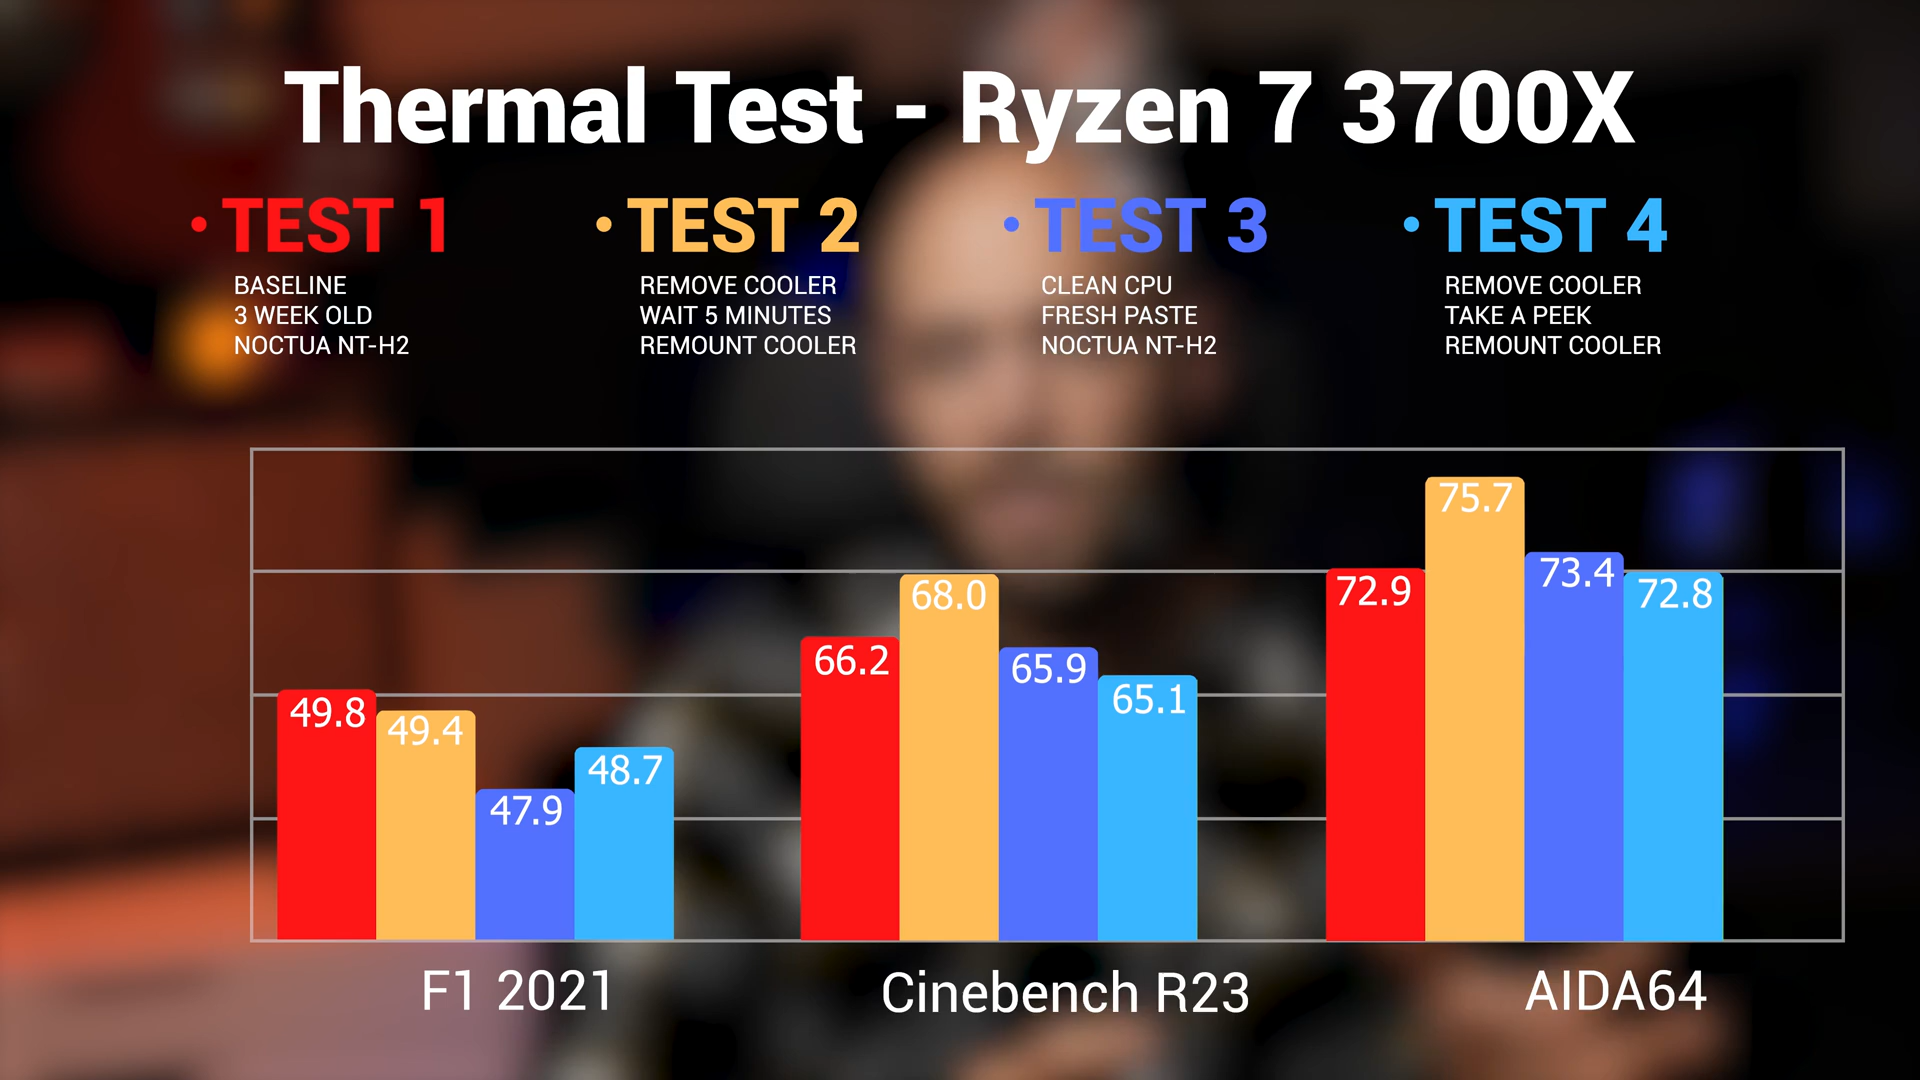 Thermal Test - Ryzen 7 3700X
• TEST 1
BASELINE
3 WEEK OLD
NOCTUA NT-H2
• TEST 2
REMOVE COOLER
WAIT 5 MINUTES
REMOUNT COOLER
• TEST 3
CLEAN CPU
FRESH PASTE
NOCTUA NT-H2
• TEST 4
REMOVE COOLER
TAKE A PEEK
REMOUNT COOLER
49.8
49.4
47.9
48.7
66.2
68.0
65.9
65.1
72.9
75.7
73.4
72.8
F1 2021
Cinebench R23
AIDA64